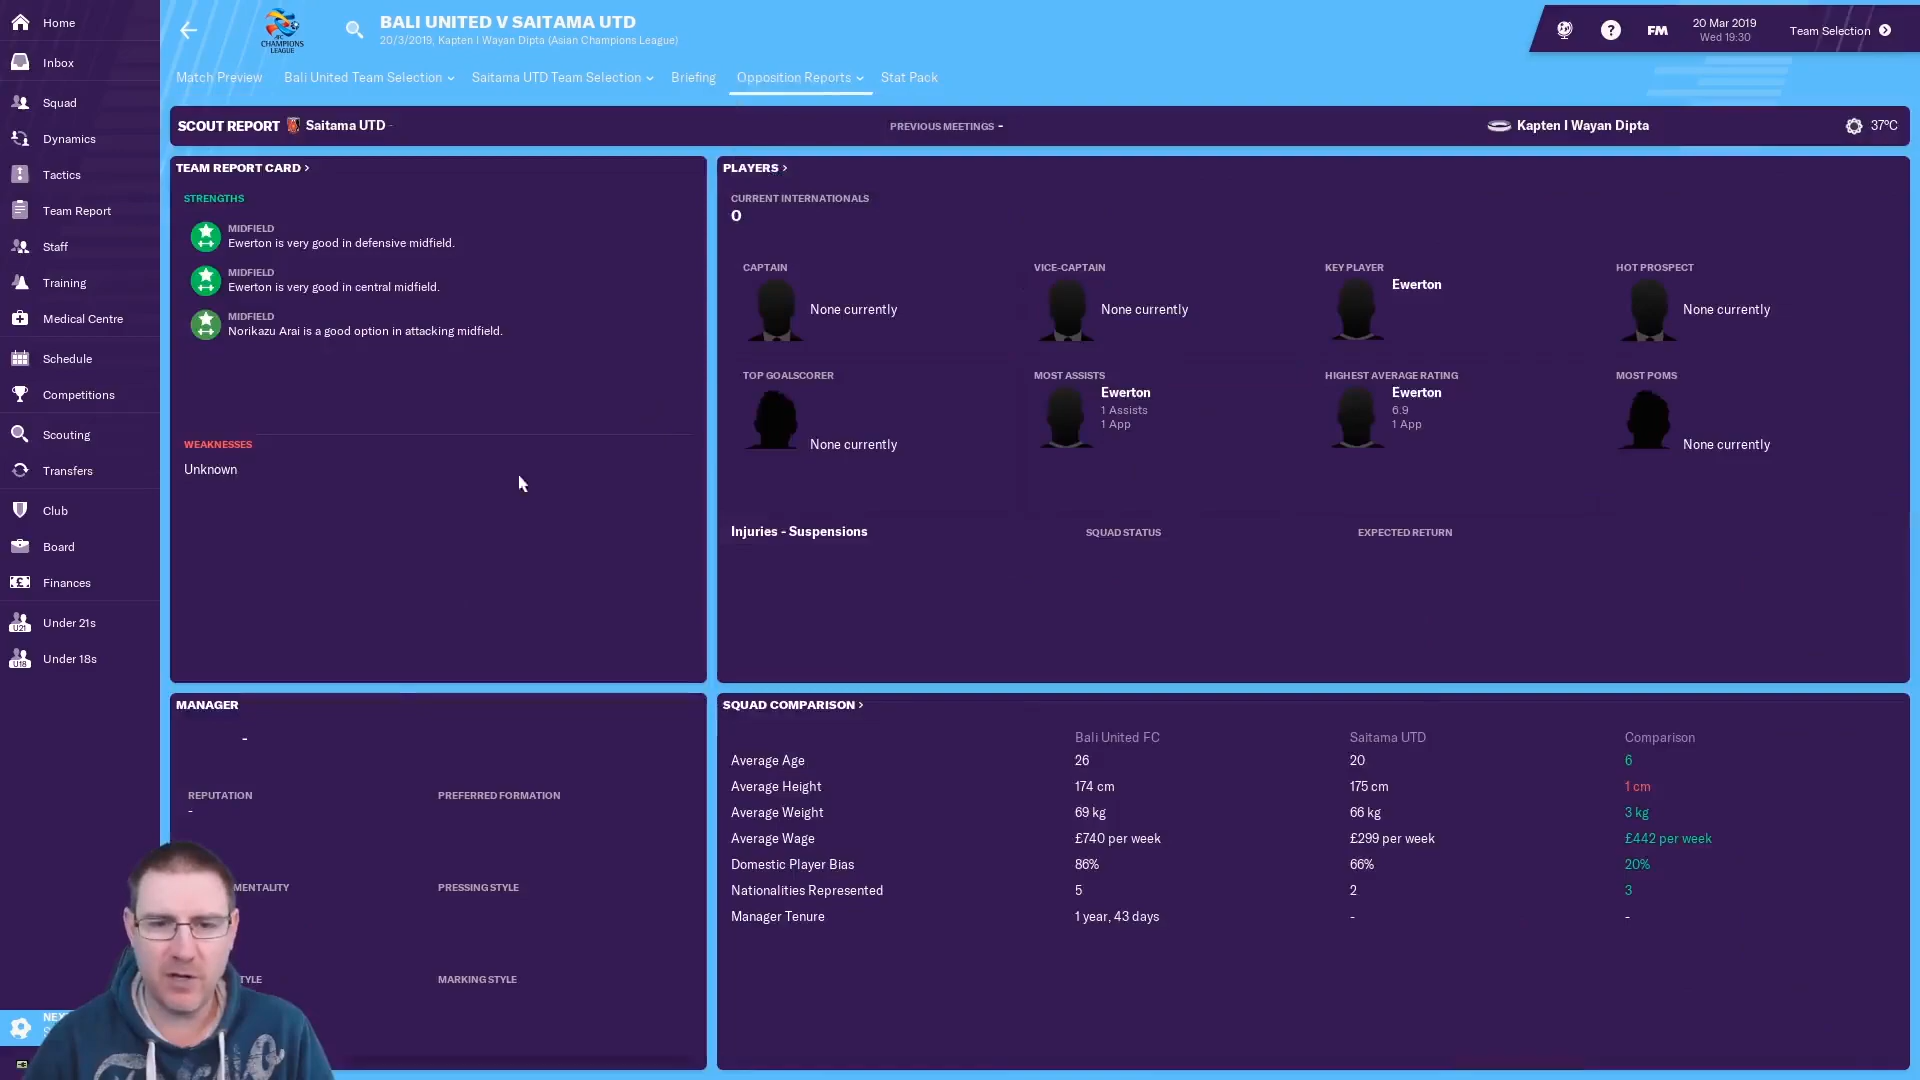 Home
Inbox
Squad
Dynamics
Tactics
Team Report
Staff
Training
Medical Centre
Schedule
Competitions
Scouting
Transfers
Club
Board
Finances
U21
Under 21s
U18
Under 18s
AFC
CHAMPIONS
LEAGUE
BALI UNITED V SAITAMA UTD
20/3/2019, Kapten I Wayan Dipta (Asian Champions League)
?
FM
20 Mar 2019
Wed 19:30
Team Selection
Match Preview
Bali United Team Selection
Saitama UTD Team Selection
Briefing
Opposition Reports
Stat Pack
SCOUT REPORT Saitama UTD -
PREVIOUS MEETINGS -
Kapten I Wayan Dipta
37°C
TEAM REPORT CARD >
STRENGTHS
MIDFIELD
Ewerton is very good in defensive midfield.
MIDFIELD
Ewerton is very good in central midfield.
MIDFIELD
Norikazu Arai is a good option in attacking midfield.
WEAKNESSES
Unknown
PLAYERS >
CURRENT INTERNATIONALS
0
CAPTAIN
None currently
VICE-CAPTAIN
None currently
KEY PLAYER
Ewerton
HOT PROSPECT
None currently
TOP GOALSCORER
None currently
MOST ASSISTS
Ewerton
1 Assists
1 App
HIGHEST AVERAGE RATING
Ewerton
6.9
1 App
MOST POMS
None currently
Injuries - Suspensions SQUAD STATUS EXPECTED RETURN
MANAGER
-
REPUTATION
-
PREFERRED FORMATION
MENTALITY
PRESSING STYLE
TYLE
MARKING STYLE
NEX
SQUAD COMPARISON >
Bali United FC Saitama UTD Comparison
Average Age 26 20 6
Average Height 174 cm 175 cm 1 cm
Average Weight 69 kg 66 kg 3 kg
Average Wage £740 per week £299 per week £442 per week
Domestic Player Bias 86% 66% 20%
Nationalities Represented 5 2 3
Manager Tenure 1 year, 43 days - -